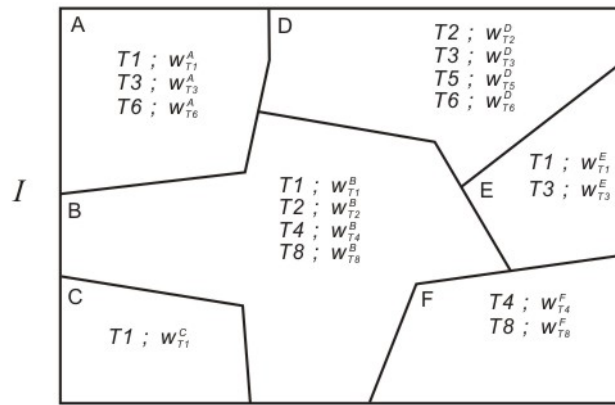 A
T1 ; w^A_T1
T3 ; w^A_T3
T6 ; w^A_T6
D
T2 ; w^D_T2
T3 ; w^D_T3
T5 ; w^D_T5
T6 ; w^D_T6
I
B
T1 ; w^B_T1
T2 ; w^B_T2
T4 ; w^B_T4
T8 ; w^B_T8
E
T1 ; w^E_T1
T3 ; w^E_T3
C
T1 ; w^C_T1
F
T4 ; w^F_T4
T8 ; w^F_T8